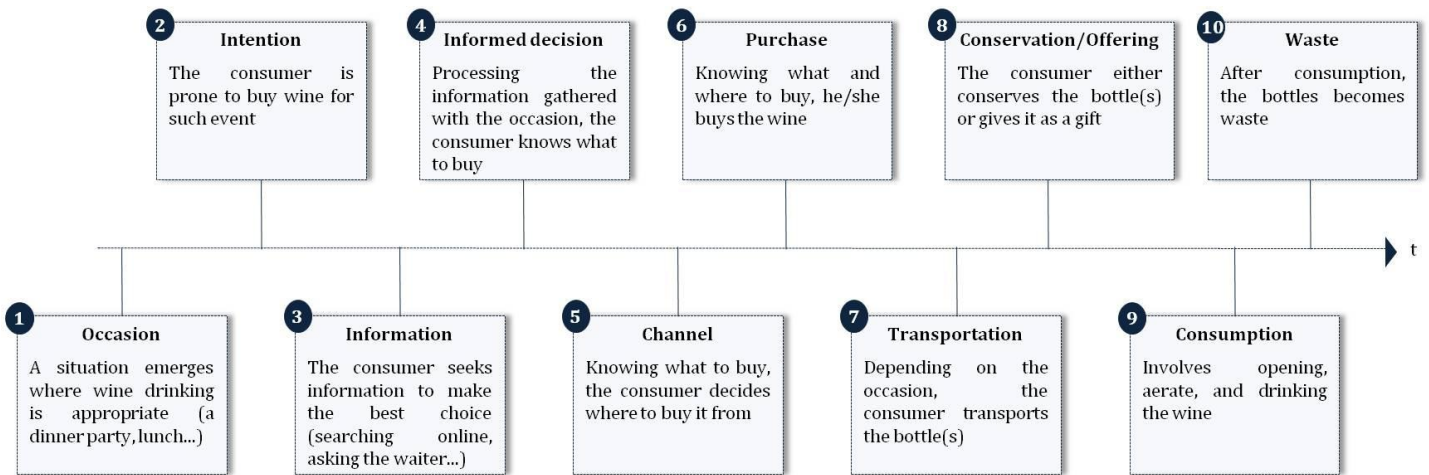 2
Intention
The consumer is
prone to buy wine for
such event
4
Informed decision
Processing the
information gathered
with the occasion, the
consumer knows what
to buy
6
Purchase
Knowing what and
where to buy, he/she
buys the wine
8
Conservation/Offering
The consumer either
conserves the bottle(s)
or gives it as a gift
10
Waste
After consumption,
the bottles becomes
waste
t
1
Occasion
A situation emerges
where wine drinking
is appropriate (a
dinner party, lunch...)
3
Information
The consumer seeks
information to make
the best choice
(searching online,
asking the waiter...)
5
Channel
Knowing what to buy,
the consumer decides
where to buy it from
7
Transportation
Depending on the
occasion, the
consumer transports
the bottle(s)
9
Consumption
Involves opening,
aerate, and drinking
the wine